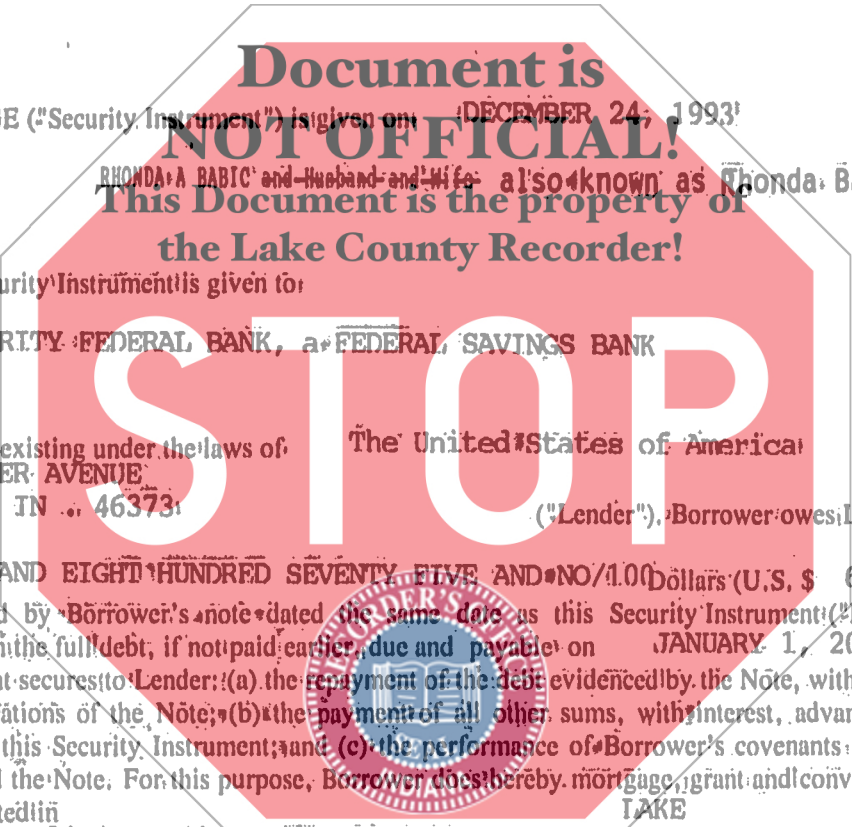 Document is
GE ("Security Instrument") is given on DECEMBER 24, 1993
NOT OFFICIAL!
RHONDA A BABIC and Husband and Wife also known as Rhonda B
This Document is the property of
the Lake County Recorder!
urity Instrument is given to
RITY FEDERAL BANK, a FEDERAL SAVINGS BANK
STOP
existing under the laws of The United States of America
ER AVENUE
IN 46373
("Lender"). Borrower owes L
AND EIGHT HUNDRED SEVENTY FIVE AND NO/100 Dollars (U.S. $ 6
d by Borrower's note dated the same date as this Security Instrument ("
the full debt, if not paid earlier, due and payable on JANUARY 1, 20
t secures to Lender: (a) the repayment of the debt evidenced by the Note, with
ations of the Note; (b) the payment of all other sums, with interest, advan
this Security Instrument; and (c) the performance of Borrower's covenants
the Note. For this purpose, Borrower does hereby mortgage, grant and conv
ted in LAKE
INDIANA